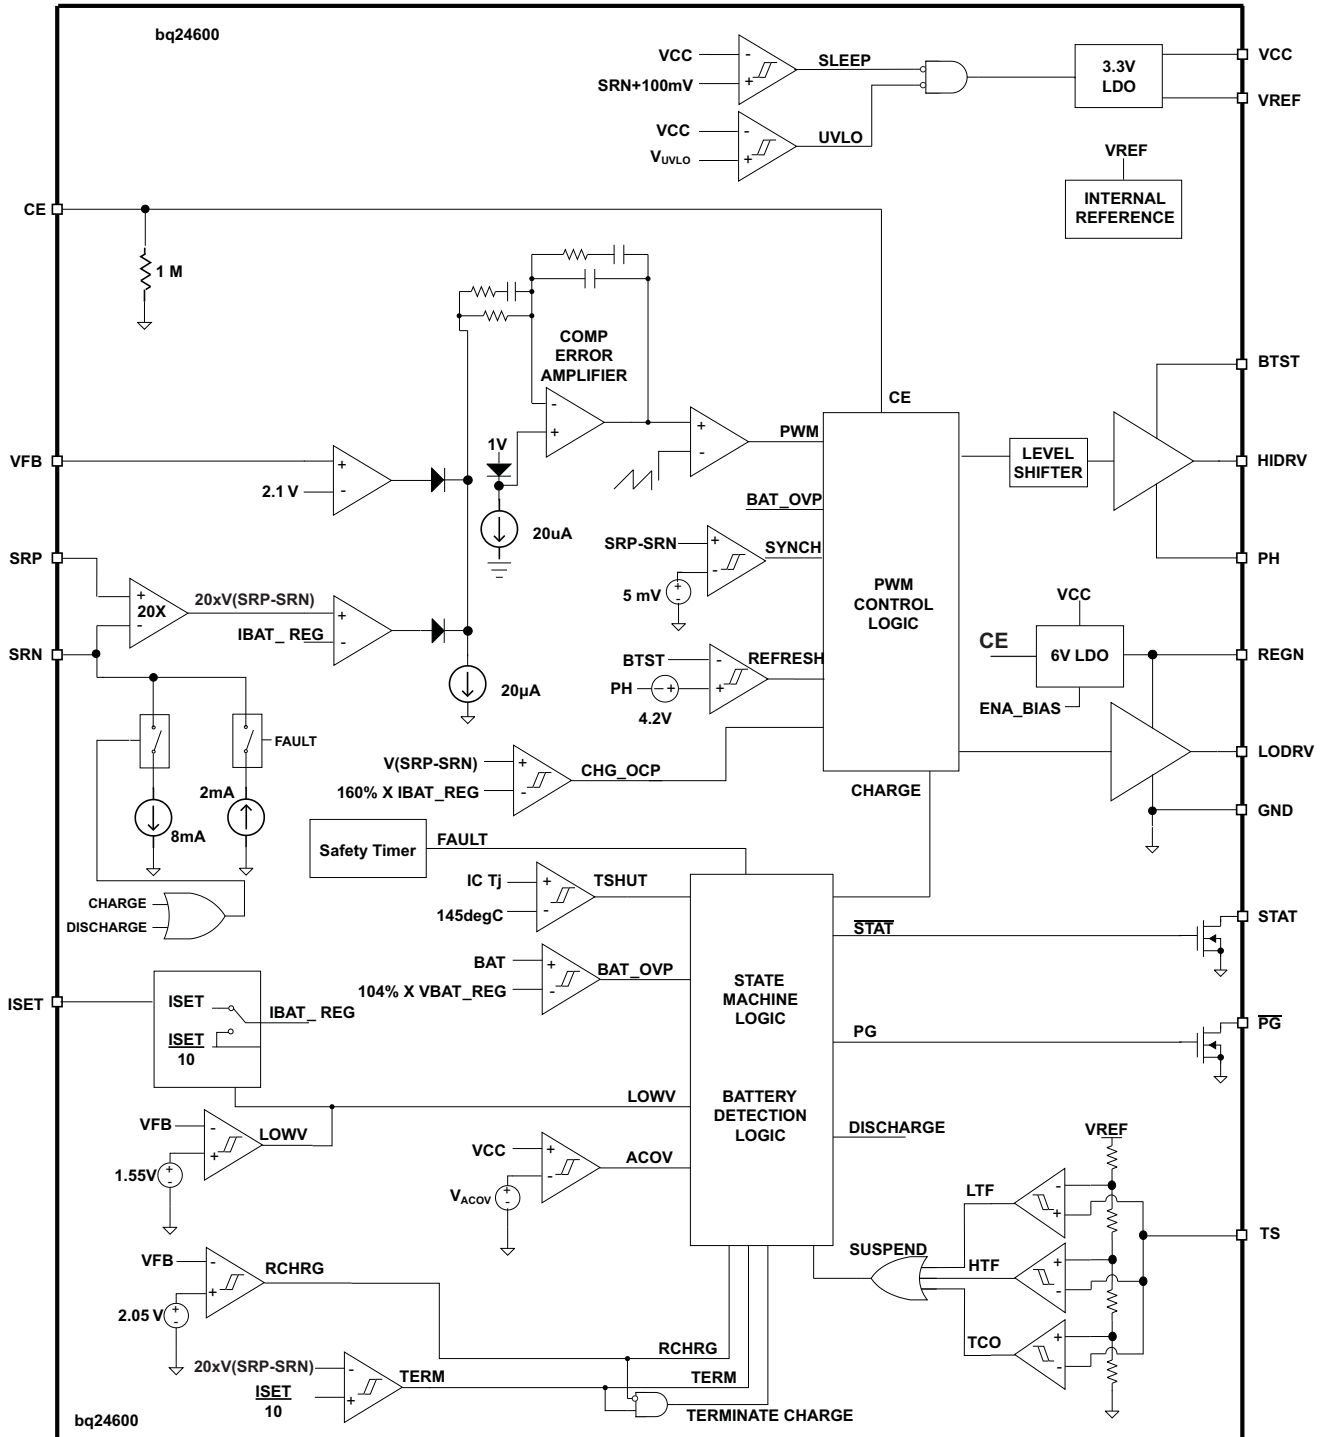 bq24600
VCC
-
SRN+100mV
+
SLEEP
VCC
-
VUVLO
+
UVLO
3.3V
LDO
VCC
VREF
VREF
INTERNAL
REFERENCE
CE
1 M
COMP
ERROR
AMPLIFIER
-
+
1V
20uA
+
-
PWM
CE
VFB
+
2.1 V
-
BAT_OVP
SRP-SRN
+
-
SYNCH
5 mV
+
-
PWM
CONTROL
LOGIC
LEVEL
SHIFTER
BTST
HIDRV
PH
SRP
SRN
+
20X
-
20xV(SRP-SRN)
+
IBAT_ REG
-
20µA
BTST
-
REFRESH
PH
- +
+
4.2V
VCC
CE
6V LDO
ENA_BIAS
REGN
LODRV
GND
FAULT
2mA
8mA
V(SRP-SRN)
+
160% X IBAT_REG
-
CHG_OCP
CHARGE
Safety Timer
FAULT
CHARGE
DISCHARGE
IC Tj
+
145degC
-
TSHUT
BAT
+
104% X VBAT_REG
-
BAT_OVP
STATE
MACHINE
LOGIC
BATTERY
DETECTION
LOGIC
STAT
STAT
PG
PG
ISET
ISET
ISET
10
IBAT_ REG
LOWV
VFB
-
+
LOWV
1.55V
+
-
VCC
+
-
ACOV
VACOV
+
-
DISCHARGE
VREF
LTF
-
+
SUSPEND
HTF
+
-
TCO
+
-
TS
VFB
-
+
RCHRG
2.05 V
+
-
RCHRG
20xV(SRP-SRN)
-
ISET
10
+
TERM
TERM
TERMINATE CHARGE
bq24600